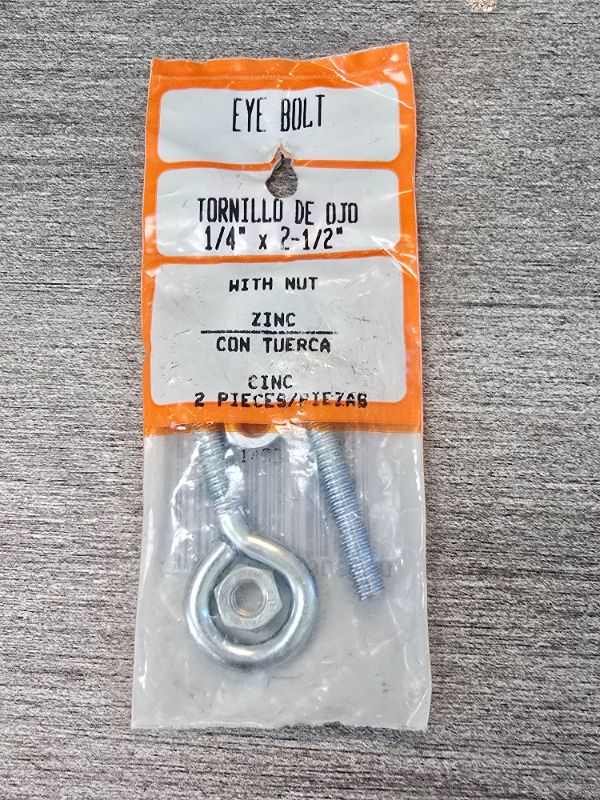 EYE BOLT
TORNILLO DE OJO
1/4" x 2-1/2"
WITH NUT
ZINC
CON TUERCA
CINC
2 PIECES/PIEZAS